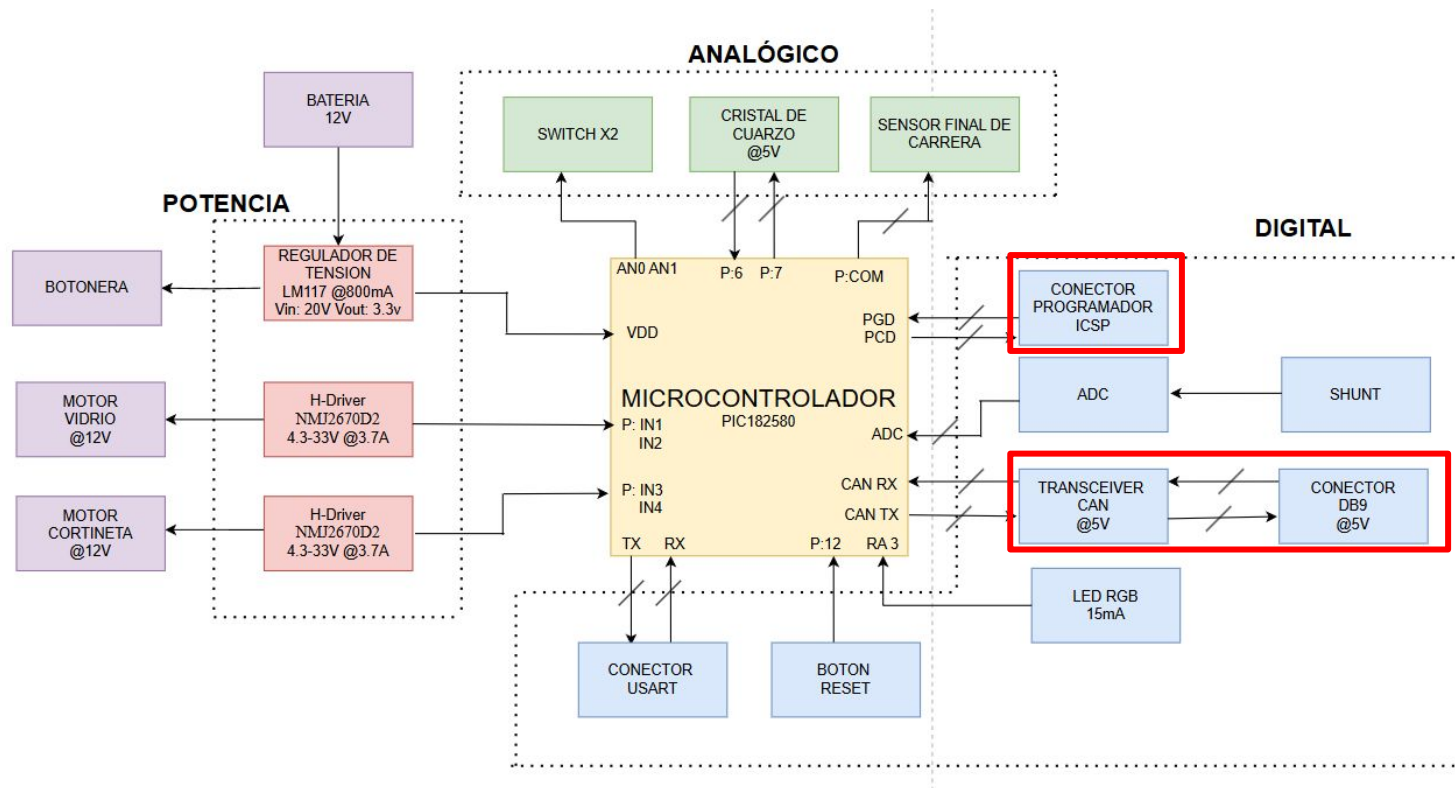 ANALÓGICO
BATERIA
12V
SWITCH X2
CRISTAL DE
CUARZO
@5V
SENSOR FINAL DE
CARRERA
POTENCIA
DIGITAL
BOTONERA
REGULADOR DE
TENSION
LM117 @800mA
Vin: 20V Vout: 3.3v
AN0 AN1
P:6
P:7
P:COM
VDD
PGD
PCD
CONECTOR
PROGRAMADOR
ICSP
MOTOR
VIDRIO
@12V
H-Driver
NMJ2670D2
4.3-33V @3.7A
MICROCONTROLADOR
PIC182580
P: IN1
IN2
ADC
ADC
SHUNT
MOTOR
CORTINETA
@12V
H-Driver
NMJ2670D2
4.3-33V @3.7A
P: IN3
IN4
CAN RX
CAN TX
TRANSCEIVER
CAN
@5V
CONECTOR
DB9
@5V
TX
RX
P:12
RA 3
LED RGB
15mA
CONECTOR
USART
BOTON
RESET